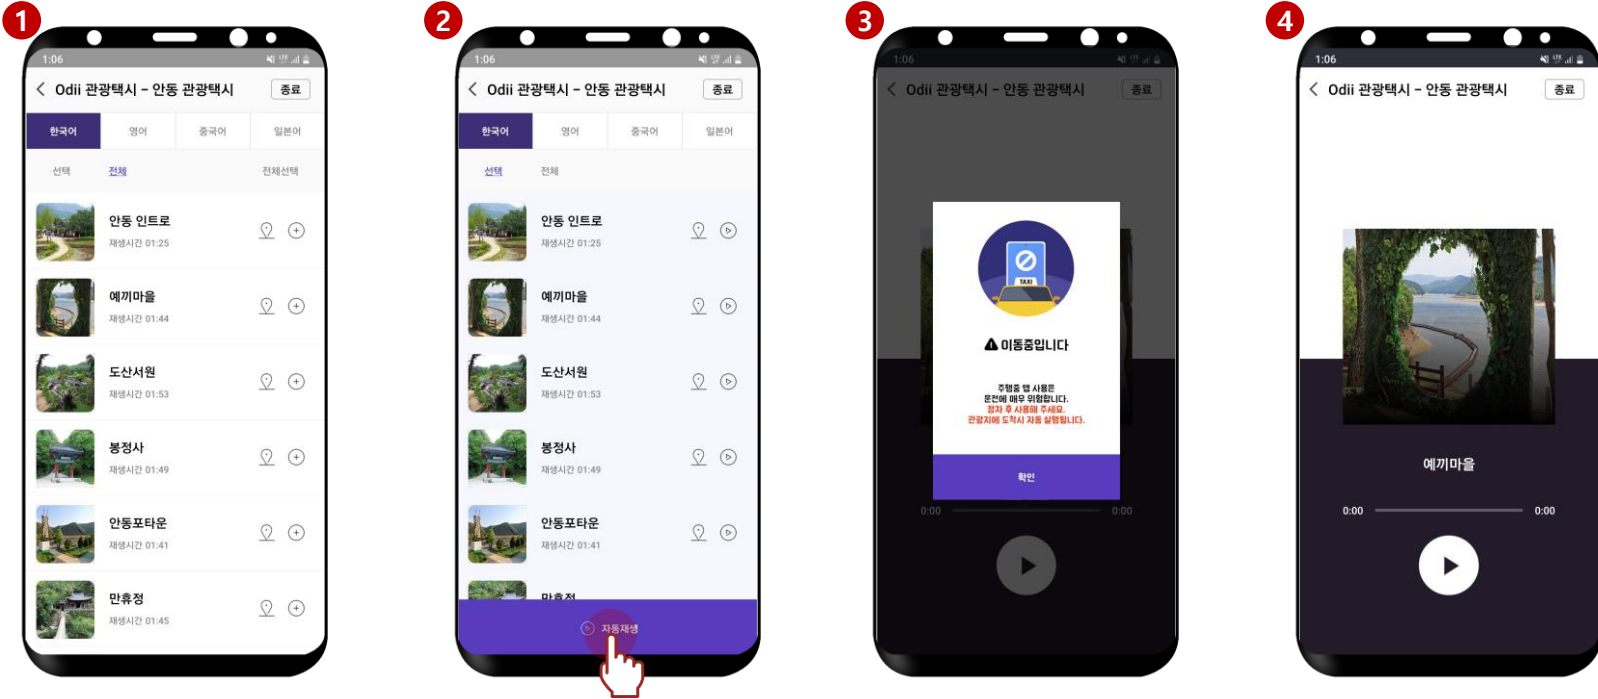 1
1:06
Odii 관광택시 – 안동 관광택시
종료
한국어 영어 중국어 일본어
선택 전체 전체선택
안동 인트로
재생시간 01:25
예끼마을
재생시간 01:44
도산서원
재생시간 01:53
봉정사
재생시간 01:49
안동포타운
재생시간 01:41
만휴정
재생시간 01:45
2
1:06
Odii 관광택시 – 안동 관광택시
종료
한국어 영어 중국어 일본어
선택 전체
안동 인트로
재생시간 01:25
예끼마을
재생시간 01:44
도산서원
재생시간 01:53
봉정사
재생시간 01:49
안동포타운
재생시간 01:41
만휴정
자동재생
3
1:06
Odii 관광택시 – 안동 관광택시
종료
TAXI
이동중입니다
주행중 앱 사용은
운전에 매우 위험합니다.
정차 후 사용해 주세요.
관광지에 도착시 자동 실행됩니다.
확인
0:00 0:00
4
1:06
Odii 관광택시 – 안동 관광택시
종료
예끼마을
0:00 0:00